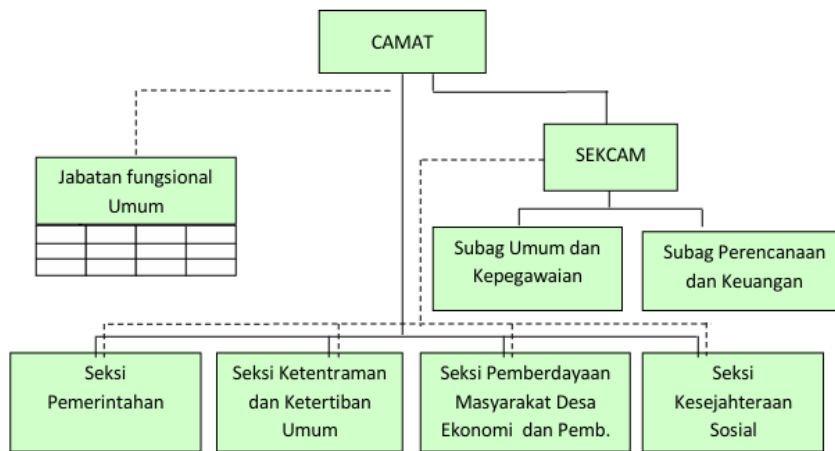 CAMAT
SEKCAM
Jabatan fungsional
Umum
Subag Umum dan
Kepegawaian
Subag Perencanaan
dan Keuangan
Seksi
Pemerintahan
Seksi Ketentraman
dan Ketertiban
Umum
Seksi Pemberdayaan
Masyarakat Desa
Ekonomi dan Pemb.
Seksi
Kesejahteraan
Sosial